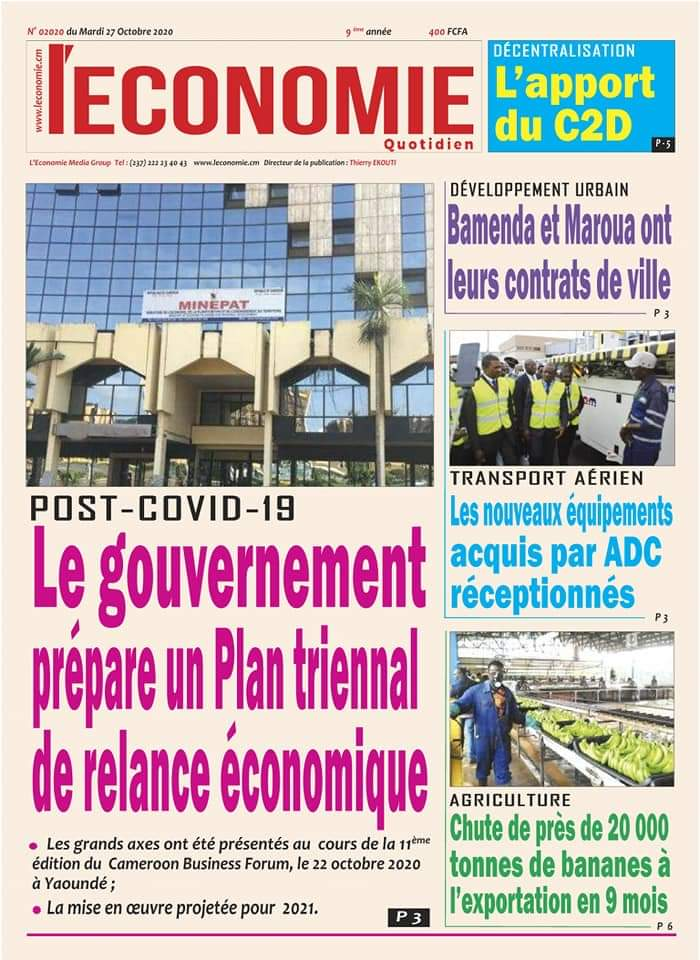 N° 02020 du Mardi 27 Octobre 2020
9 ème année
400 FCFA
www.leconomie.cm
l'ECONOMIE
Quotidien
L'Economie Media Group Tel : (237) 222 23 40 43 www.leconomie.cm Directeur de la publication : Thierry EKOUTI
DÉCENTRALISATION
L'apport
du C2D
P-5
MINEPAT
POST-COVID-19
Le gouvernement
prépare un Plan triennal
de relance économique
• Les grands axes ont été présentés au cours de la 11ème
édition du Cameroon Business Forum, le 22 octobre 2020
à Yaoundé ;
• La mise en œuvre projetée pour 2021.
P 3
DÉVELOPPEMENT URBAIN
Bamenda et Maroua ont
leurs contrats de ville
P 3
TRANSPORT AÉRIEN
Les nouveaux équipements
acquis par ADC
réceptionnés
P 3
AGRICULTURE
Chute de près de 20 000
tonnes de bananes à
l'exportation en 9 mois
P 6